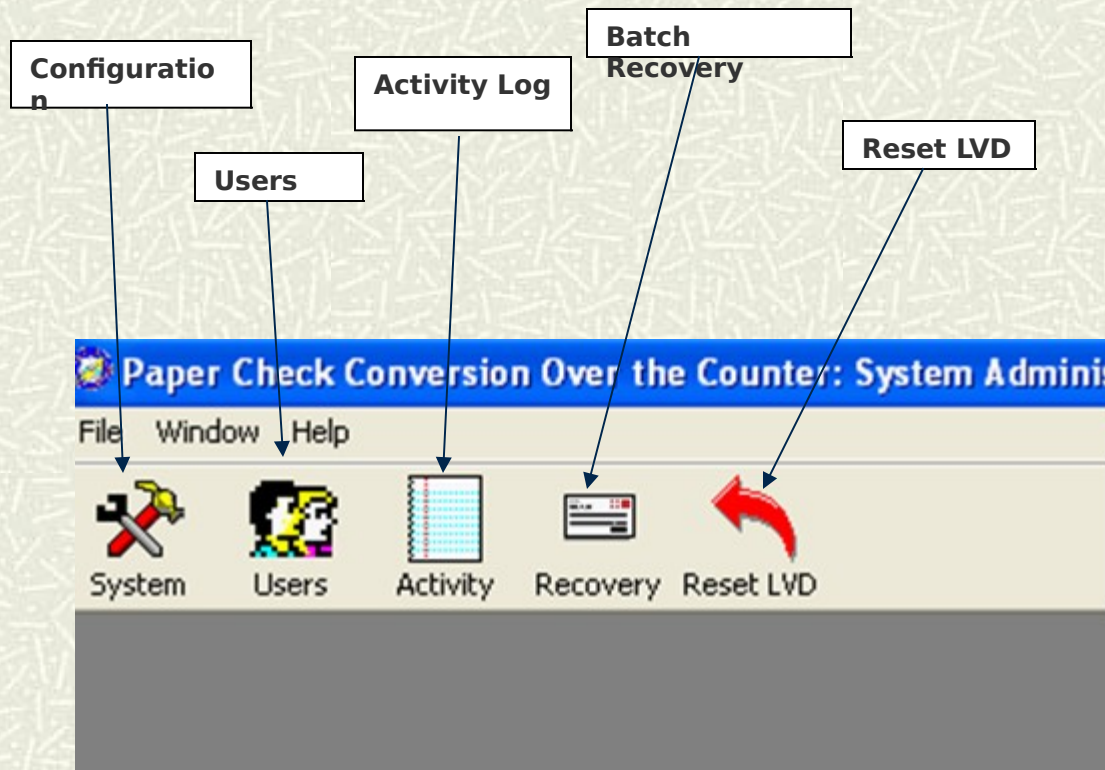 Batch
Recovery
Configuratio
n
Activity Log
Reset LVD
Users
Paper Check Conversion Over the Counter: System Adminis
File Window Help
System Users Activity Recovery Reset LVD